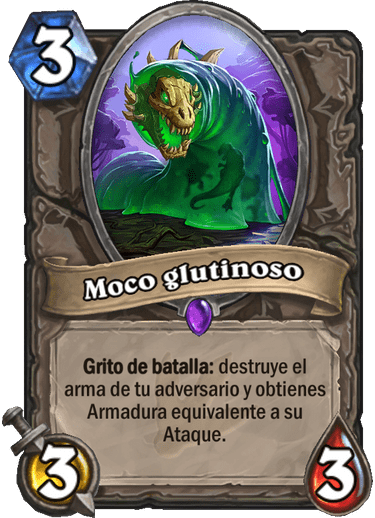 3
Moco glutinoso
Grito de batalla: destruye el
arma de tu adversario y obtienes
Armadura equivalente a su
Ataque.
3
3